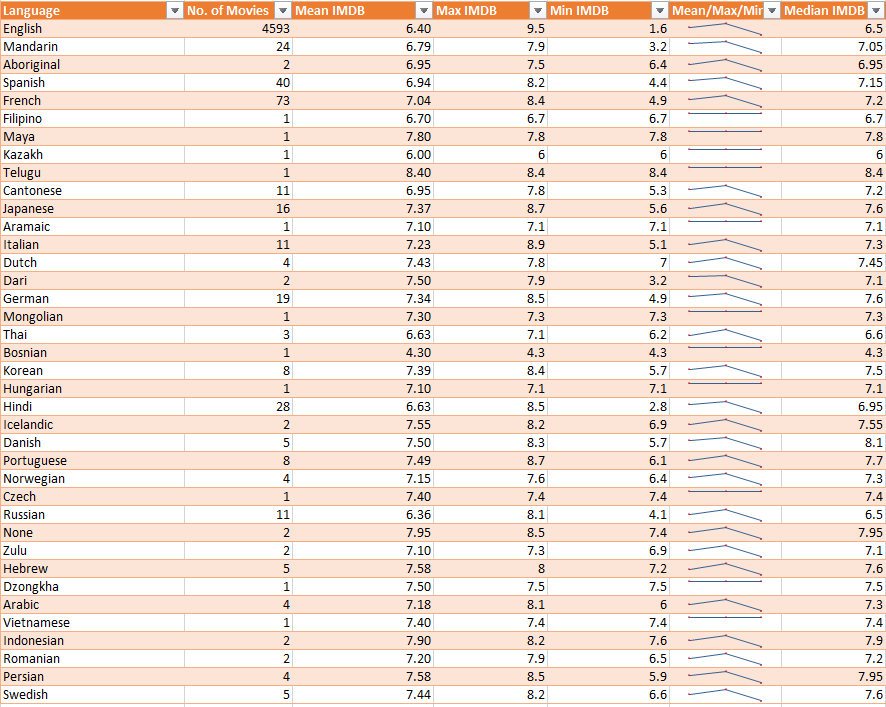 Language No. of Movies Mean IMDB Max IMDB Min IMDB Mean/Max/Mir Median IMDB
English 4593 6.40 9.5 1.6 6.5
Mandarin 24 6.79 7.9 3.2 7.05
Aboriginal 2 6.95 7.5 6.4 6.95
Spanish 40 6.94 8.2 4.4 7.15
French 73 7.04 8.4 4.9 7.2
Filipino 1 6.70 6.7 6.7 6.7
Maya 1 7.80 7.8 7.8 7.8
Kazakh 1 6.00 6 6 6
Telugu 1 8.40 8.4 8.4 8.4
Cantonese 11 6.95 7.8 5.3 7.2
Japanese 16 7.37 8.7 5.6 7.6
Aramaic 1 7.10 7.1 7.1 7.1
Italian 11 7.23 8.9 5.1 7.3
Dutch 4 7.43 7.8 7 7.45
Dari 2 7.50 7.9 3.2 7.1
German 19 7.34 8.5 4.9 7.6
Mongolian 1 7.30 7.3 7.3 7.3
Thai 3 6.63 7.1 6.2 6.6
Bosnian 1 4.30 4.3 4.3 4.3
Korean 8 7.39 8.4 5.7 7.5
Hungarian 1 7.10 7.1 7.1 7.1
Hindi 28 6.63 8.5 2.8 6.95
Icelandic 2 7.55 8.2 6.9 7.55
Danish 5 7.50 8.3 5.7 8.1
Portuguese 8 7.49 8.7 6.1 7.7
Norwegian 4 7.15 7.6 6.4 7.3
Czech 1 7.40 7.4 7.4 7.4
Russian 11 6.36 8.1 4.1 6.5
None 2 7.95 8.5 7.4 7.95
Zulu 2 7.10 7.3 6.9 7.1
Hebrew 5 7.58 8 7.2 7.6
Dzongkha 1 7.50 7.5 7.5 7.5
Arabic 4 7.18 8.1 6 7.3
Vietnamese 1 7.40 7.4 7.4 7.4
Indonesian 2 7.90 8.2 7.6 7.9
Romanian 2 7.20 7.9 6.5 7.2
Persian 4 7.58 8.5 5.9 7.95
Swedish 5 7.44 8.2 6.6 7.6